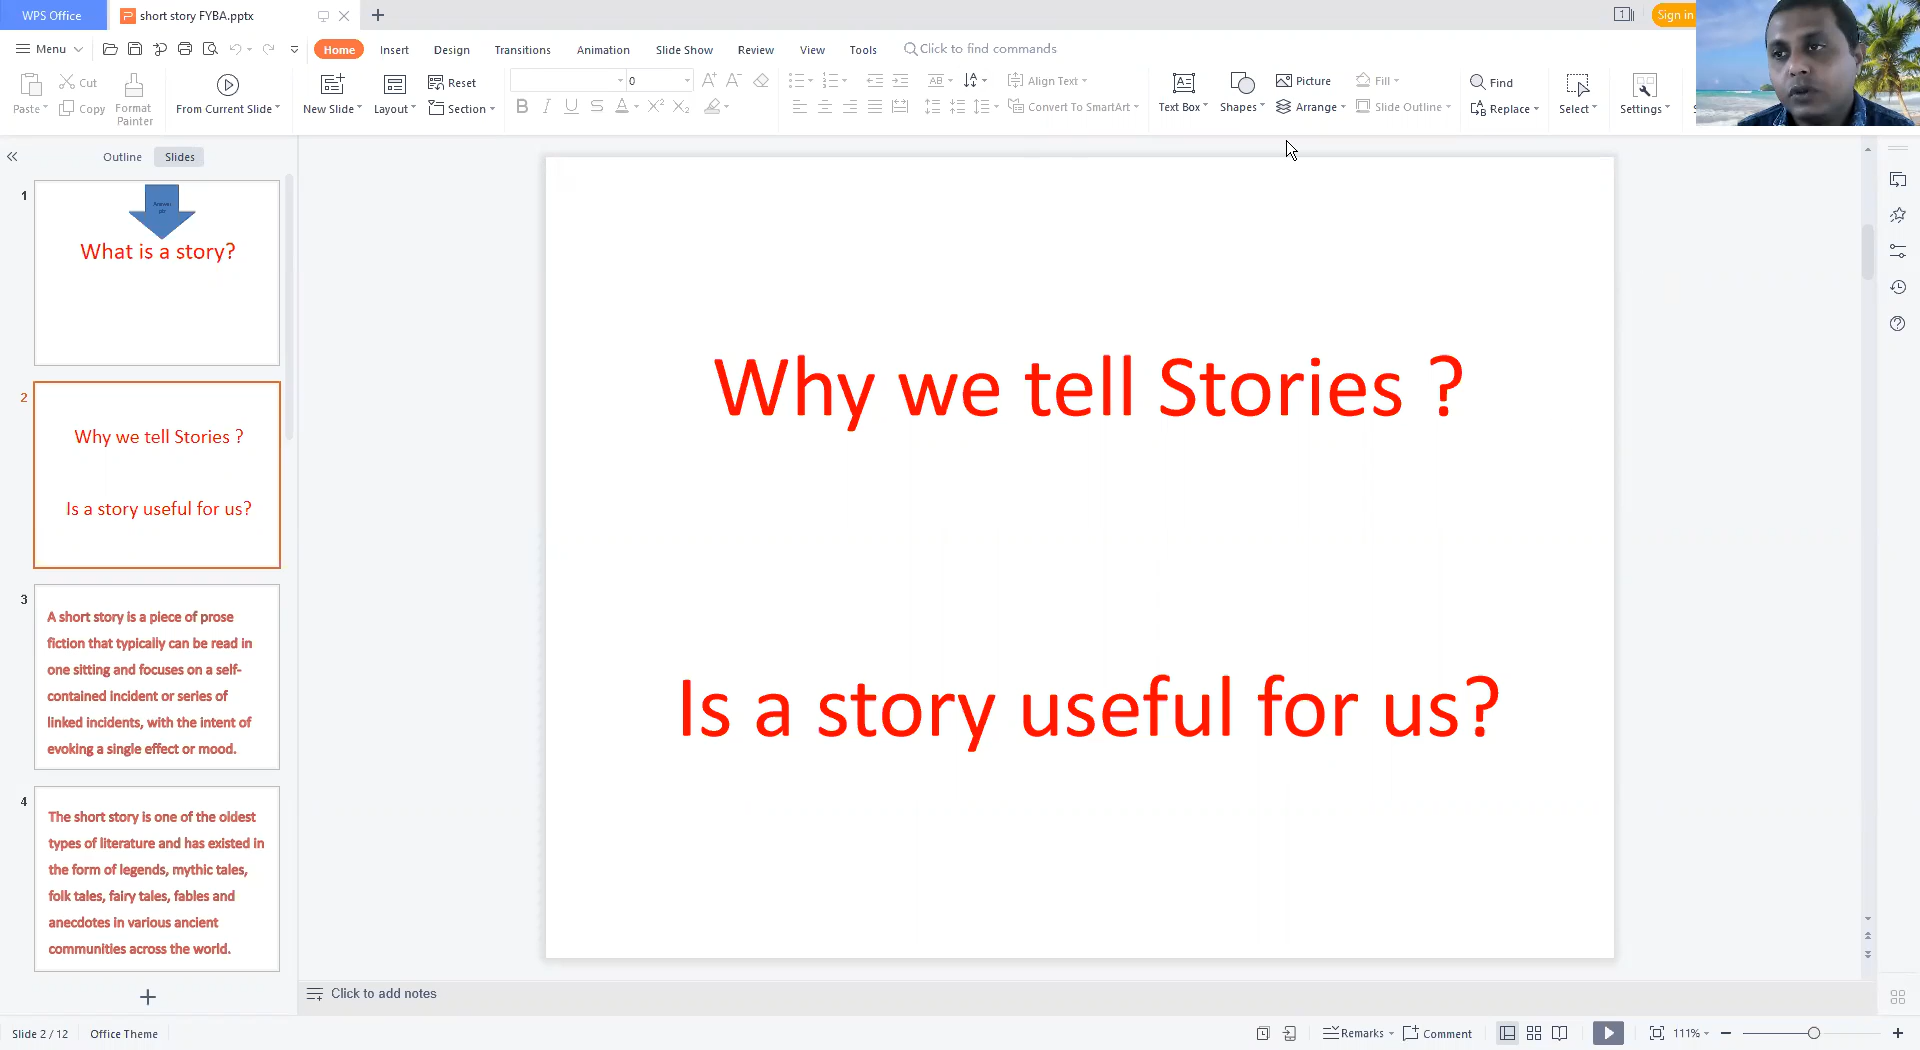 WPS Office
short story FYBA.pptx
Sign in
Menu
Home
Insert
Design
Transitions
Animation
Slide Show
Review
View
Tools
Click to find commands
Paste
Cut
Copy
Format Painter
From Current Slide
New Slide
Layout
Reset
Section
0
Align Text
Convert To SmartArt
Text Box
Shapes
Picture
Arrange
Fill
Slide Outline
Find
Replace
Select
Settings
Outline
Slides
1
What is a story?
2
Why we tell Stories ?
Is a story useful for us?
3
A short story is a piece of prose
fiction that typically can be read in
one sitting and focuses on a self-
contained incident or series of
linked incidents, with the intent of
evoking a single effect or mood.
4
The short story is one of the oldest
types of literature and has existed in
the form of legends, mythic tales,
folk tales, fairy tales, fables and
anecdotes in various ancient
communities across the world.
Why we tell Stories ?
Is a story useful for us?
Click to add notes
Slide 2 / 12
Office Theme
Remarks
Comment
111%